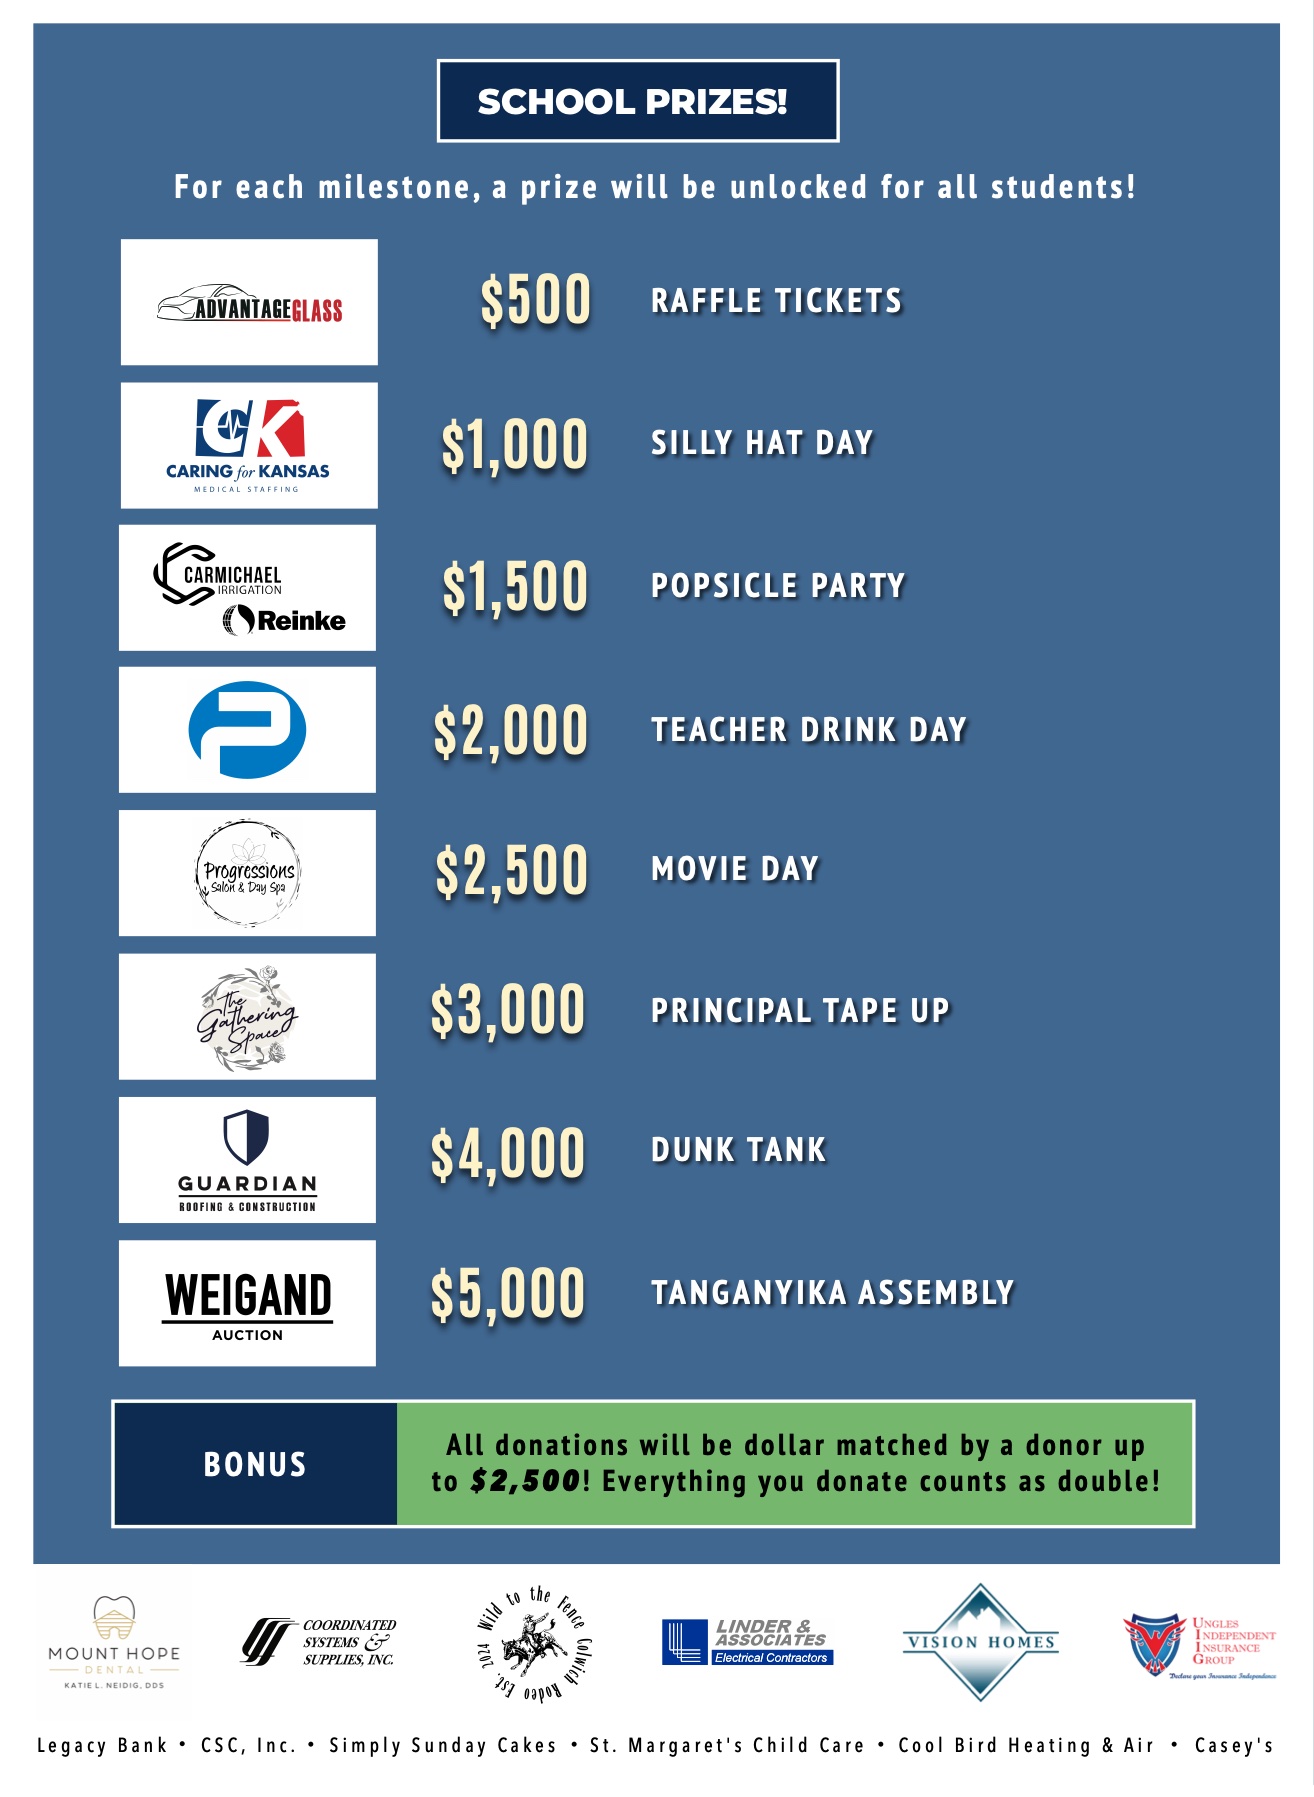 SCHOOL PRIZES!
For each milestone, a prize will be unlocked for all students!
ADVANTAGEGLASS
$500 RAFFLE TICKETS
CK
CARING for KANSAS
MEDICAL STAFFING
$1,000 SILLY HAT DAY
CARMICHAEL
IRRIGATION
Reinke
$1,500 POPSICLE PARTY
P
$2,000 TEACHER DRINK DAY
Progressions
Salon & Day Spa
$2,500 MOVIE DAY
The
Gathering
Space
$3,000 PRINCIPAL TAPE UP
GUARDIAN
ROOFING & CONSTRUCTION
$4,000 DUNK TANK
WEIGAND
AUCTION
$5,000 TANGANYIKA ASSEMBLY
BONUS
All donations will be dollar matched by a donor up
to $2,500! Everything you donate counts as double!
MOUNT HOPE
DENTAL
KATIE L. NEIDIG, DDS
COORDINATED
SYSTEMS &
SUPPLIES, INC.
Wild to the Fence Colwich Rodeo Est. 2024
LINDER &
ASSOCIATES
Electrical Contractors
VISION HOMES
UNGLES
INDEPENDENT
INSURANCE
GROUP
"Declare your Insurance Independence
Legacy Bank • CSC, Inc. • Simply Sunday Cakes • St. Margaret's Child Care • Cool Bird Heating & Air • Casey's